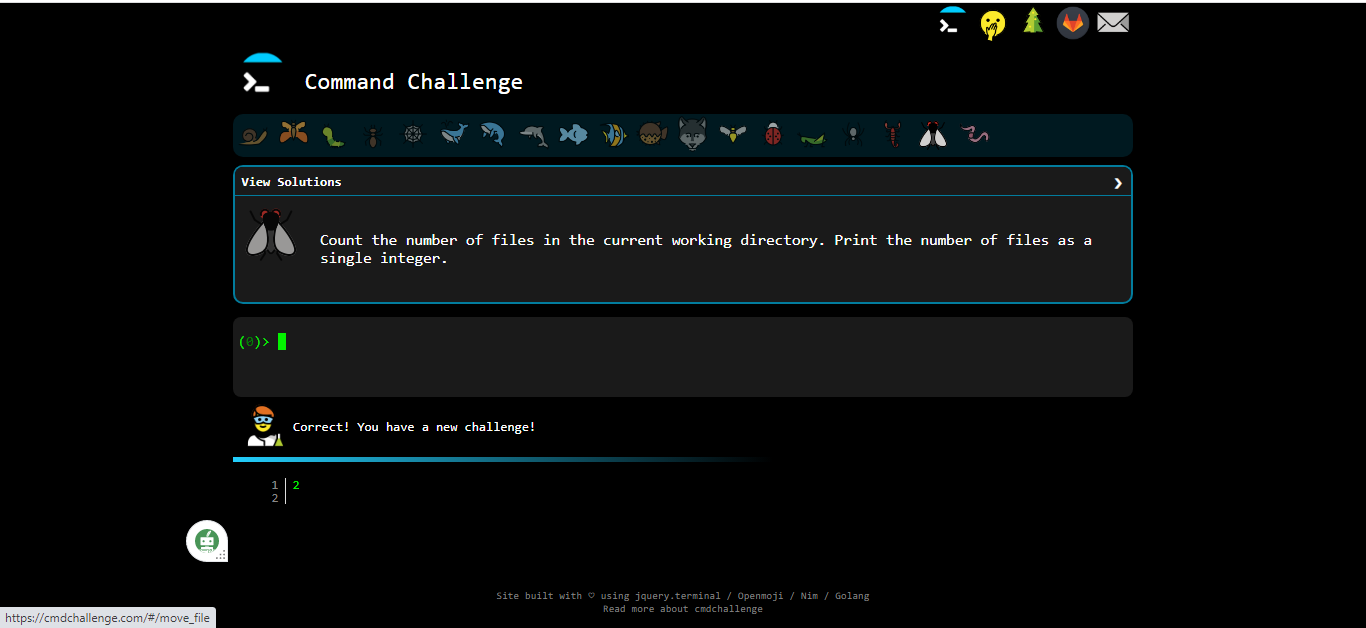 Command Challenge
View Solutions
Count the number of files in the current working directory. Print the number of files as a
single integer.
(0)>
Correct! You have a new challenge!
1 2
2
Site built with ♡ using jquery.terminal / Openmoji / Nim / Golang
Read more about cmdchallenge
https://cmdchallenge.com/#/move_file